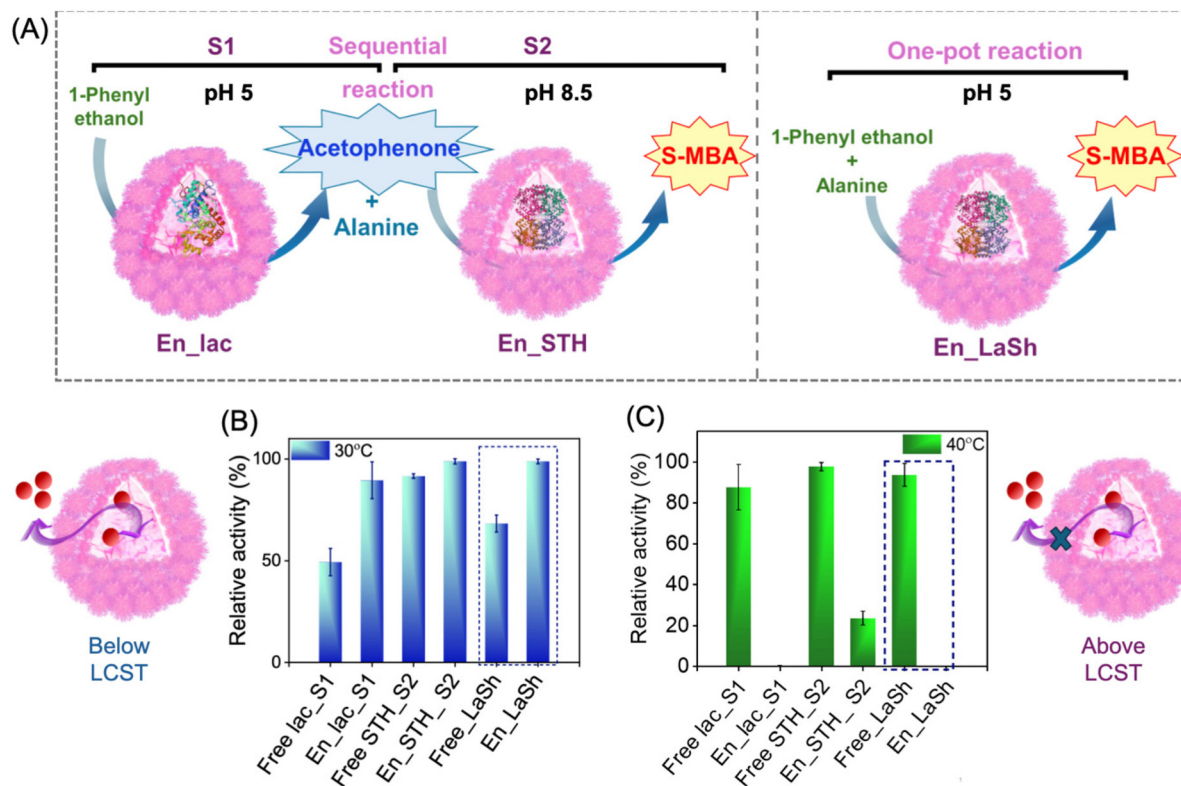 (A)
S1
Sequential
reaction
S2
pH 5
pH 8.5
1-Phenyl
ethanol
Acetophenone
+
Alanine
S-MBA
En_lac
En_STH
One-pot reaction
pH 5
1-Phenyl ethanol
+
Alanine
S-MBA
En_LaSh
Below
LCST
(B)
30°C
Relative activity (%)
100
50
0
Free lac_S1
En_lac_S1
Free STH_S2
En_STH_S2
Free_LaSh
En_LaSh
(C)
40°C
Relative activity (%)
100
80
60
40
20
0
Free lac_S1
En_lac_S1
Free STH_S2
En_STH_ S2
Free_LaSh
En_LaSh
Above
LCST